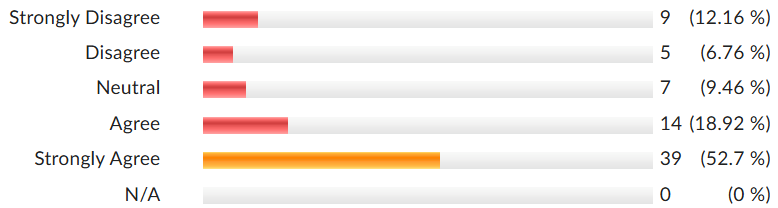 Strongly Disagree 9 (12.16 %)
Disagree 5 (6.76 %)
Neutral 7 (9.46 %)
Agree 14 (18.92 %)
Strongly Agree 39 (52.7 %)
N/A 0 (0 %)